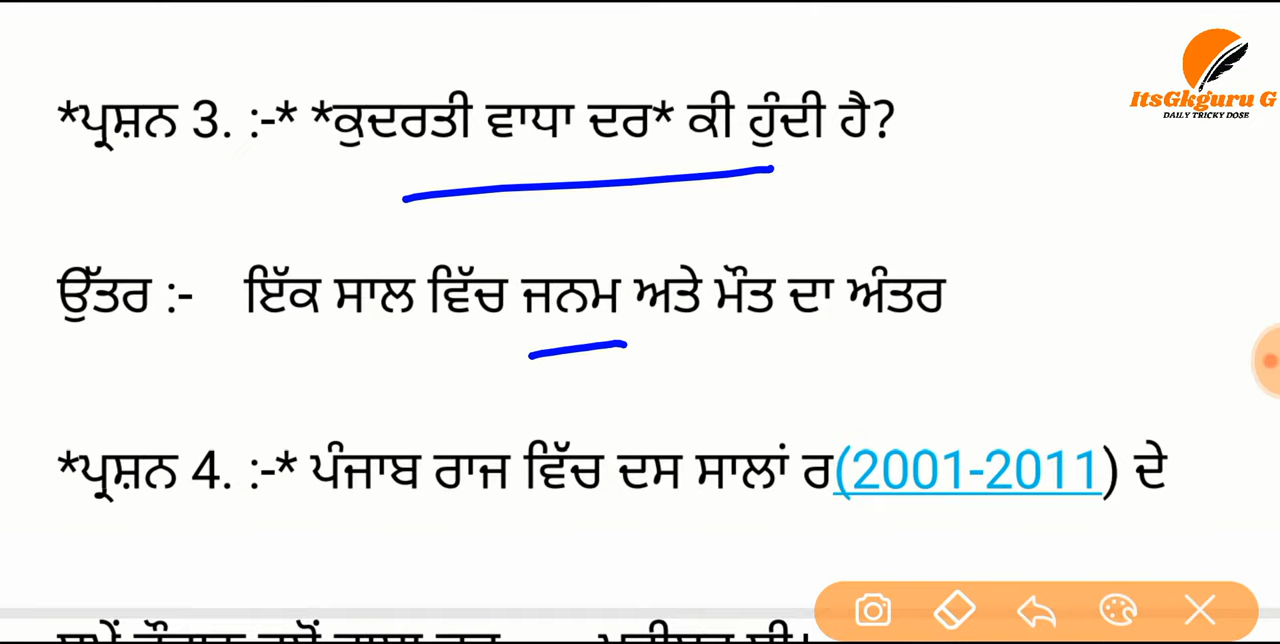 ItsGkguru G
DAILY TRICKY DOSE
*ਪ੍ਰਸ਼ਨ 3. :-* *ਕੁਦਰਤੀ ਵਾਧਾ ਦਰ* ਕੀ ਹੁੰਦੀ ਹੈ?
ਉੱਤਰ :- ਇੱਕ ਸਾਲ ਵਿੱਚ ਜਨਮ ਅਤੇ ਮੌਤ ਦਾ ਅੰਤਰ
*ਪ੍ਰਸ਼ਨ 4. :-* ਪੰਜਾਬ ਰਾਜ ਵਿੱਚ ਦਸ ਸਾਲਾਂ ਰ(2001-2011) ਦੇ